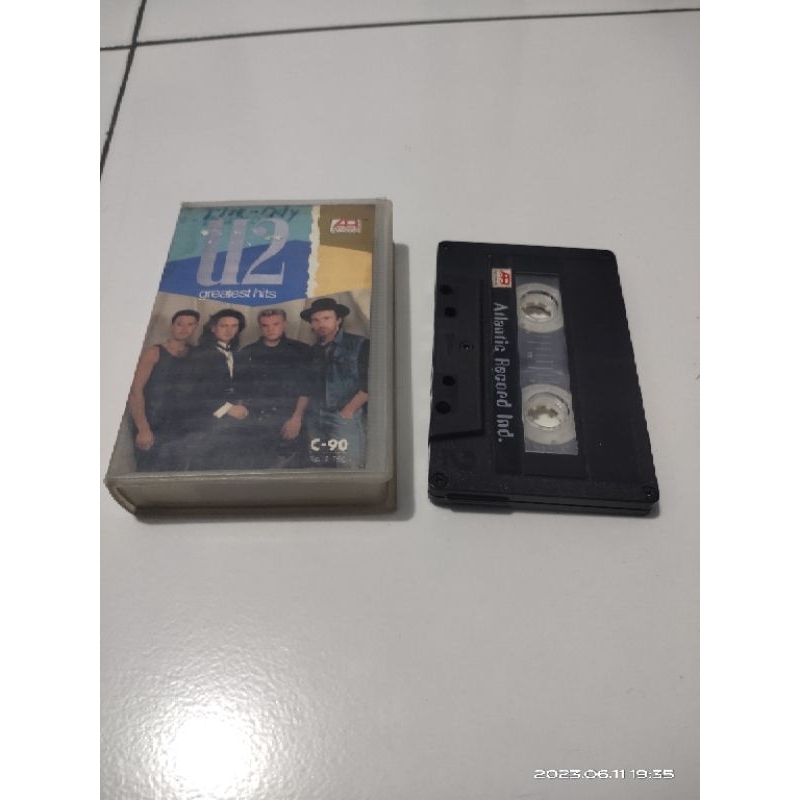 U2
greatest hits
C-90
Atlantic Record Ind.
2023.06.11 19:35